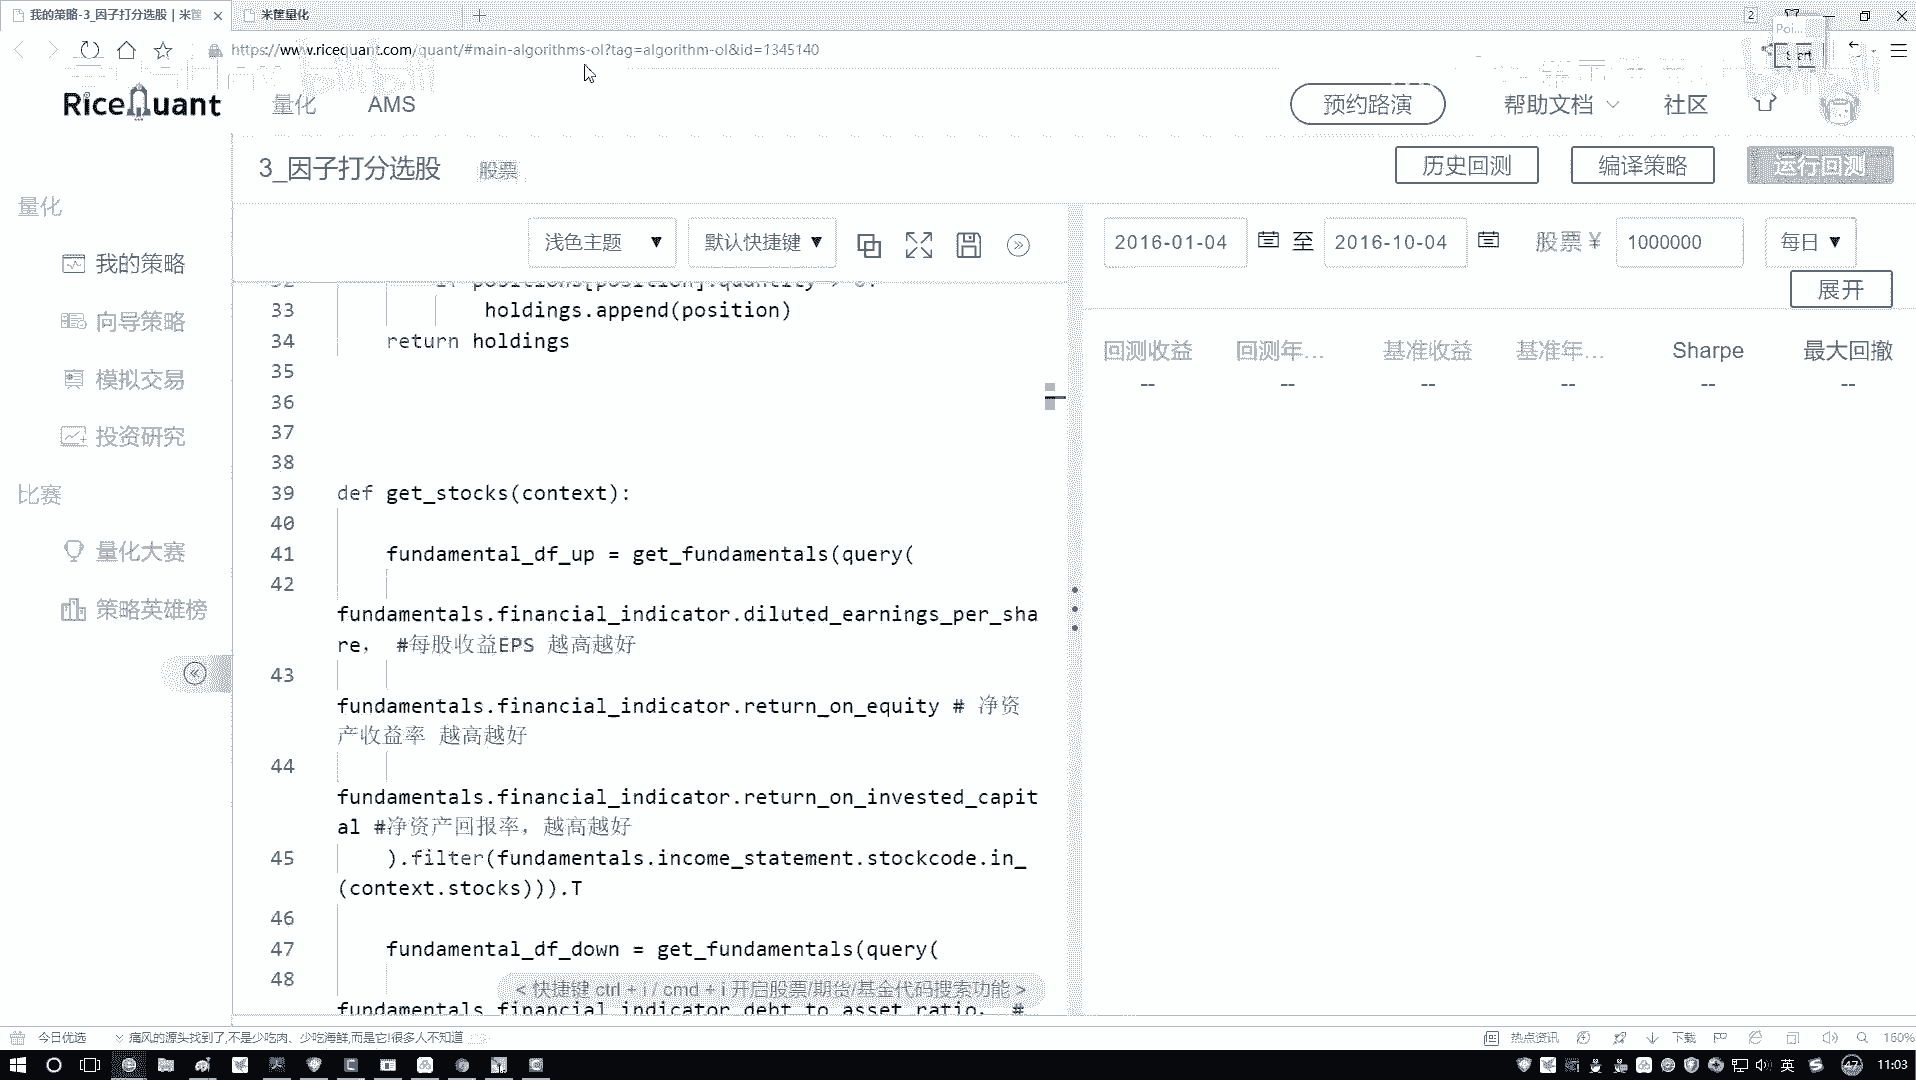 我的策略-3_因子打分选股 | 米筐
米筐量化
2
https://www.ricequant.com/quant/#main-algorithms-ol?tag=algorithm-ol&id=1345140
RiceQuant
量化
AMS
预约路演
帮助文档
社区
3_因子打分选股
股票
历史回测
编译策略
运行回测
量化
我的策略
向导策略
模拟交易
投资研究
比赛
量化大赛
策略英雄榜
浅色主题 ▼
默认快捷键 ▼
2016-01-04
至
2016-10-04
股票 ¥
1000000
每日 ▼
展开
回测收益
回测年...
基准收益
基准年...
Sharpe
最大回撤
--
--
--
--
--
--
32 if positions[position].quantity > 0:
33 holdings.append(position)
34 return holdings
35
36
37
38
39 def get_stocks(context):
40
41 fundamental_df_up = get_fundamentals(query(
42
fundamentals.financial_indicator.diluted_earnings_per_sha
re, #每股收益EPS 越高越好
43
fundamentals.financial_indicator.return_on_equity # 净资
产收益率 越高越好
44
fundamentals.financial_indicator.return_on_invested_capit
al #净资产回报率，越高越好
45 ).filter(fundamentals.income_statement.stockcode.in_
(context.stocks))).T
46
47 fundamental_df_down = get_fundamentals(query(
48
fundamentals.financial_indicator.debt_to_asset_ratio, #
< 快捷键 ctrl + i / cmd + i 开启股票/期货/基金代码搜索功能 >
今日优选
痛风的源头找到了,不是少吃肉、少吃海鲜,而是它!很多人不知道
热点资讯
下载
160%
英
47
11:03